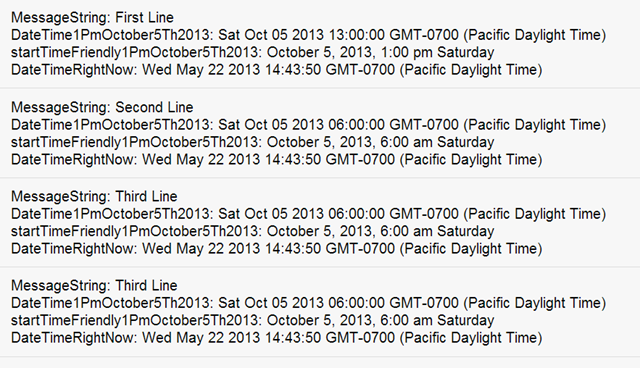 MessageString: First Line
DateTime1PmOctober5Th2013: Sat Oct 05 2013 13:00:00 GMT-0700 (Pacific Daylight Time)
startTimeFriendly1PmOctober5Th2013: October 5, 2013, 1:00 pm Saturday
DateTimeRightNow: Wed May 22 2013 14:43:50 GMT-0700 (Pacific Daylight Time)
MessageString: Second Line
DateTime1PmOctober5Th2013: Sat Oct 05 2013 06:00:00 GMT-0700 (Pacific Daylight Time)
startTimeFriendly1PmOctober5Th2013: October 5, 2013, 6:00 am Saturday
DateTimeRightNow: Wed May 22 2013 14:43:50 GMT-0700 (Pacific Daylight Time)
MessageString: Third Line
DateTime1PmOctober5Th2013: Sat Oct 05 2013 06:00:00 GMT-0700 (Pacific Daylight Time)
startTimeFriendly1PmOctober5Th2013: October 5, 2013, 6:00 am Saturday
DateTimeRightNow: Wed May 22 2013 14:43:50 GMT-0700 (Pacific Daylight Time)
MessageString: Third Line
DateTime1PmOctober5Th2013: Sat Oct 05 2013 06:00:00 GMT-0700 (Pacific Daylight Time)
startTimeFriendly1PmOctober5Th2013: October 5, 2013, 6:00 am Saturday
DateTimeRightNow: Wed May 22 2013 14:43:50 GMT-0700 (Pacific Daylight Time)